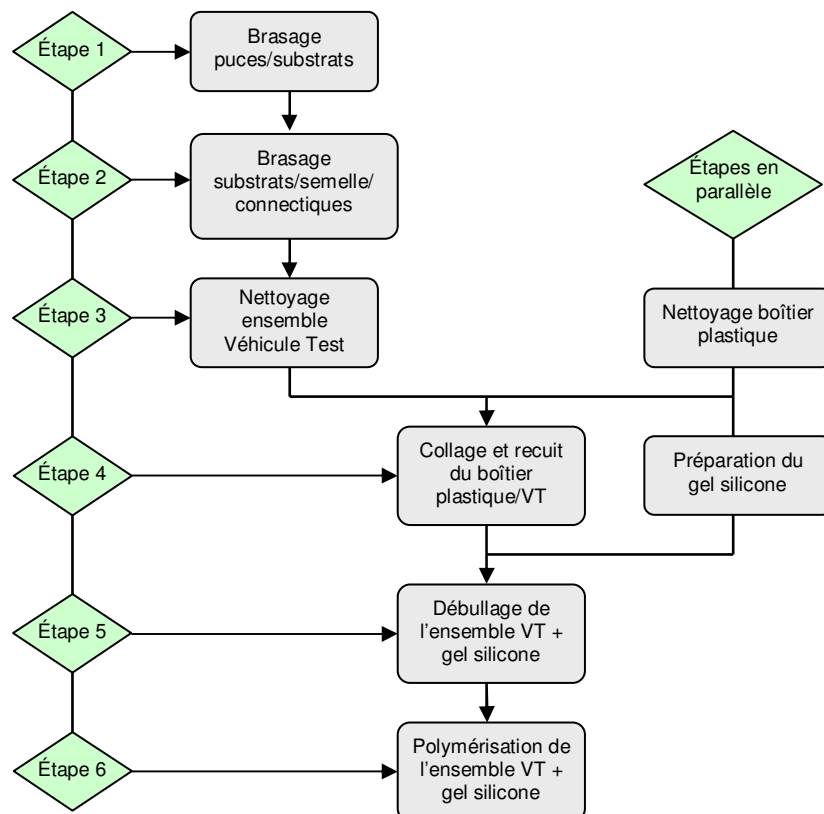 Étape 1
Brasage
puces/substrats
Étape 2
Brasage
substrats/semelle/
connectiques
Étapes en
parallèle
Étape 3
Nettoyage
ensemble
Véhicule Test
Nettoyage boîtier
plastique
Étape 4
Collage et recuit
du boîtier
plastique/VT
Préparation du
gel silicone
Étape 5
Débullage de
l'ensemble VT +
gel silicone
Étape 6
Polymérisation de
l'ensemble VT +
gel silicone